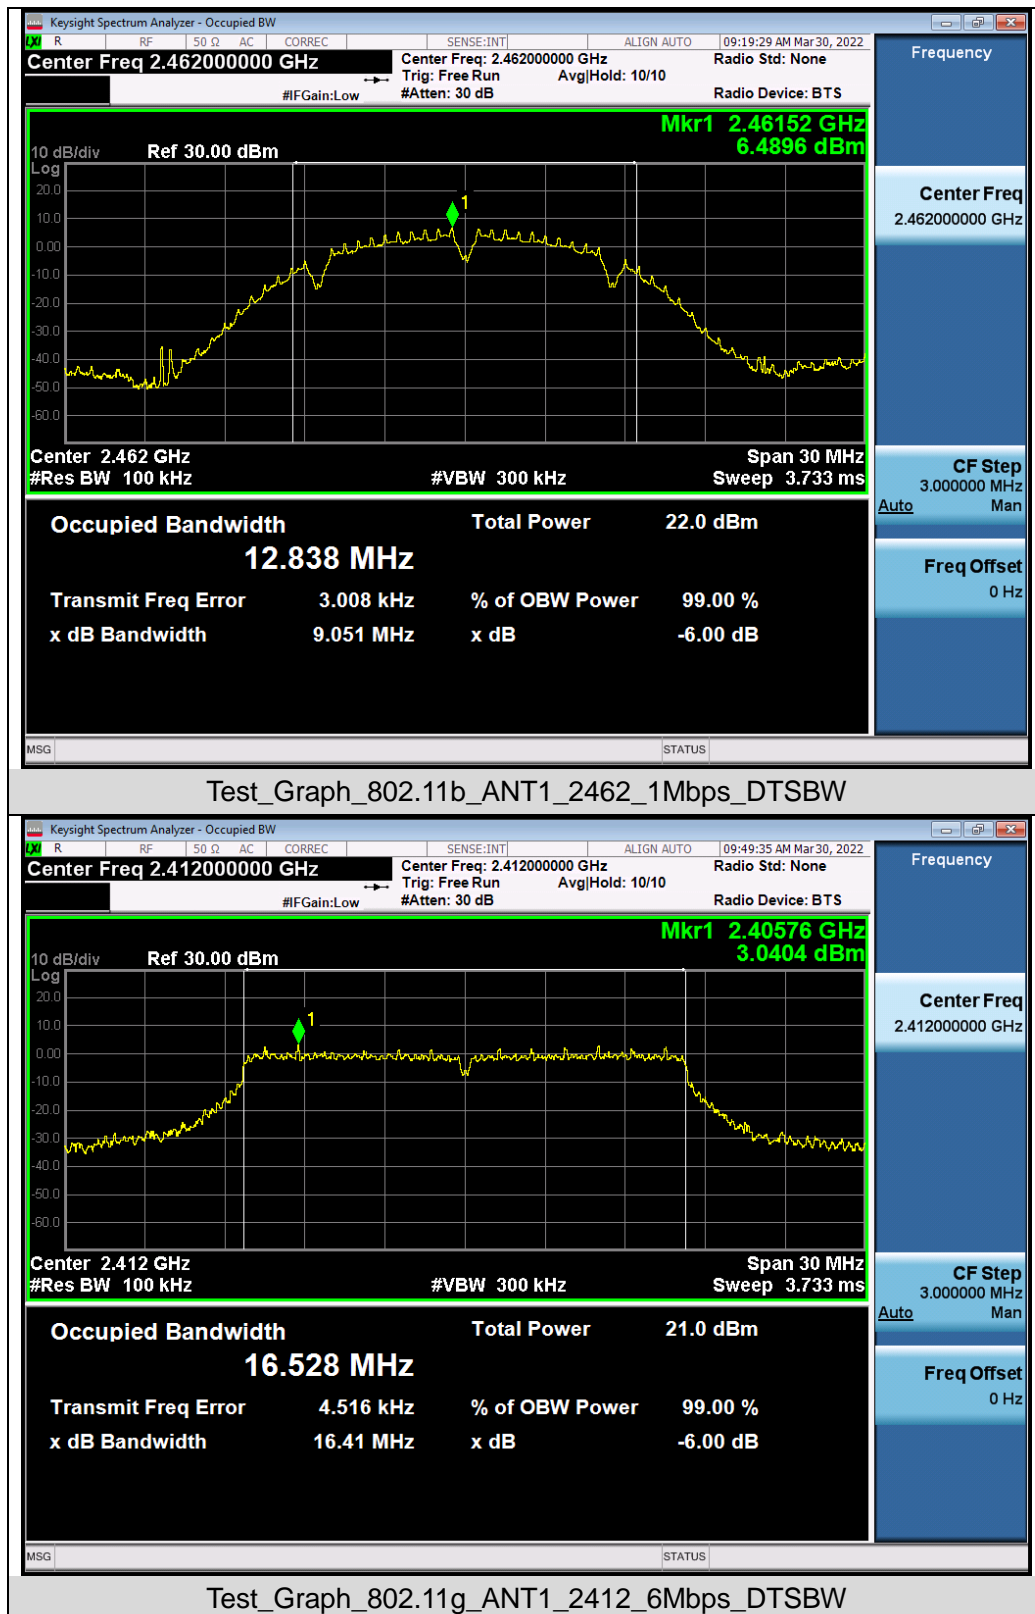 Keysight Spectrum Analyzer - Occupied BW
LXI R RF 50 Ω AC CORREC SENSE:INT ALIGN AUTO 09:19:29 AM Mar 30, 2022
Center Freq 2.462000000 GHz
Center Freq: 2.462000000 GHz
Radio Std: None
Trig: Free Run Avg|Hold: 10/10
#IFGain:Low
#Atten: 30 dB
Radio Device: BTS
Mkr1 2.46152 GHz
6.4896 dBm
10 dB/div Ref 30.00 dBm
Log
20.0
10.0
0.00
-10.0
-20.0
-30.0
-40.0
-50.0
-60.0
1
Center 2.462 GHz
Span 30 MHz
#Res BW 100 kHz
#VBW 300 kHz
Sweep 3.733 ms
Occupied Bandwidth
12.838 MHz
Total Power 22.0 dBm
Transmit Freq Error 3.008 kHz
% of OBW Power 99.00 %
x dB Bandwidth 9.051 MHz
x dB -6.00 dB
MSG
STATUS
Frequency
Center Freq
2.462000000 GHz
CF Step
3.000000 MHz
Auto Man
Freq Offset
0 Hz
Test_Graph_802.11b_ANT1_2462_1Mbps_DTSBW
Keysight Spectrum Analyzer - Occupied BW
LXI R RF 50 Ω AC CORREC SENSE:INT ALIGN AUTO 09:49:35 AM Mar 30, 2022
Center Freq 2.412000000 GHz
Center Freq: 2.412000000 GHz
Radio Std: None
Trig: Free Run Avg|Hold: 10/10
#IFGain:Low
#Atten: 30 dB
Radio Device: BTS
Mkr1 2.40576 GHz
3.0404 dBm
10 dB/div Ref 30.00 dBm
Log
20.0
10.0
0.00
-10.0
-20.0
-30.0
-40.0
-50.0
-60.0
1
Center 2.412 GHz
Span 30 MHz
#Res BW 100 kHz
#VBW 300 kHz
Sweep 3.733 ms
Occupied Bandwidth
16.528 MHz
Total Power 21.0 dBm
Transmit Freq Error 4.516 kHz
% of OBW Power 99.00 %
x dB Bandwidth 16.41 MHz
x dB -6.00 dB
MSG
STATUS
Frequency
Center Freq
2.412000000 GHz
CF Step
3.000000 MHz
Auto Man
Freq Offset
0 Hz
Test_Graph_802.11g_ANT1_2412_6Mbps_DTSBW